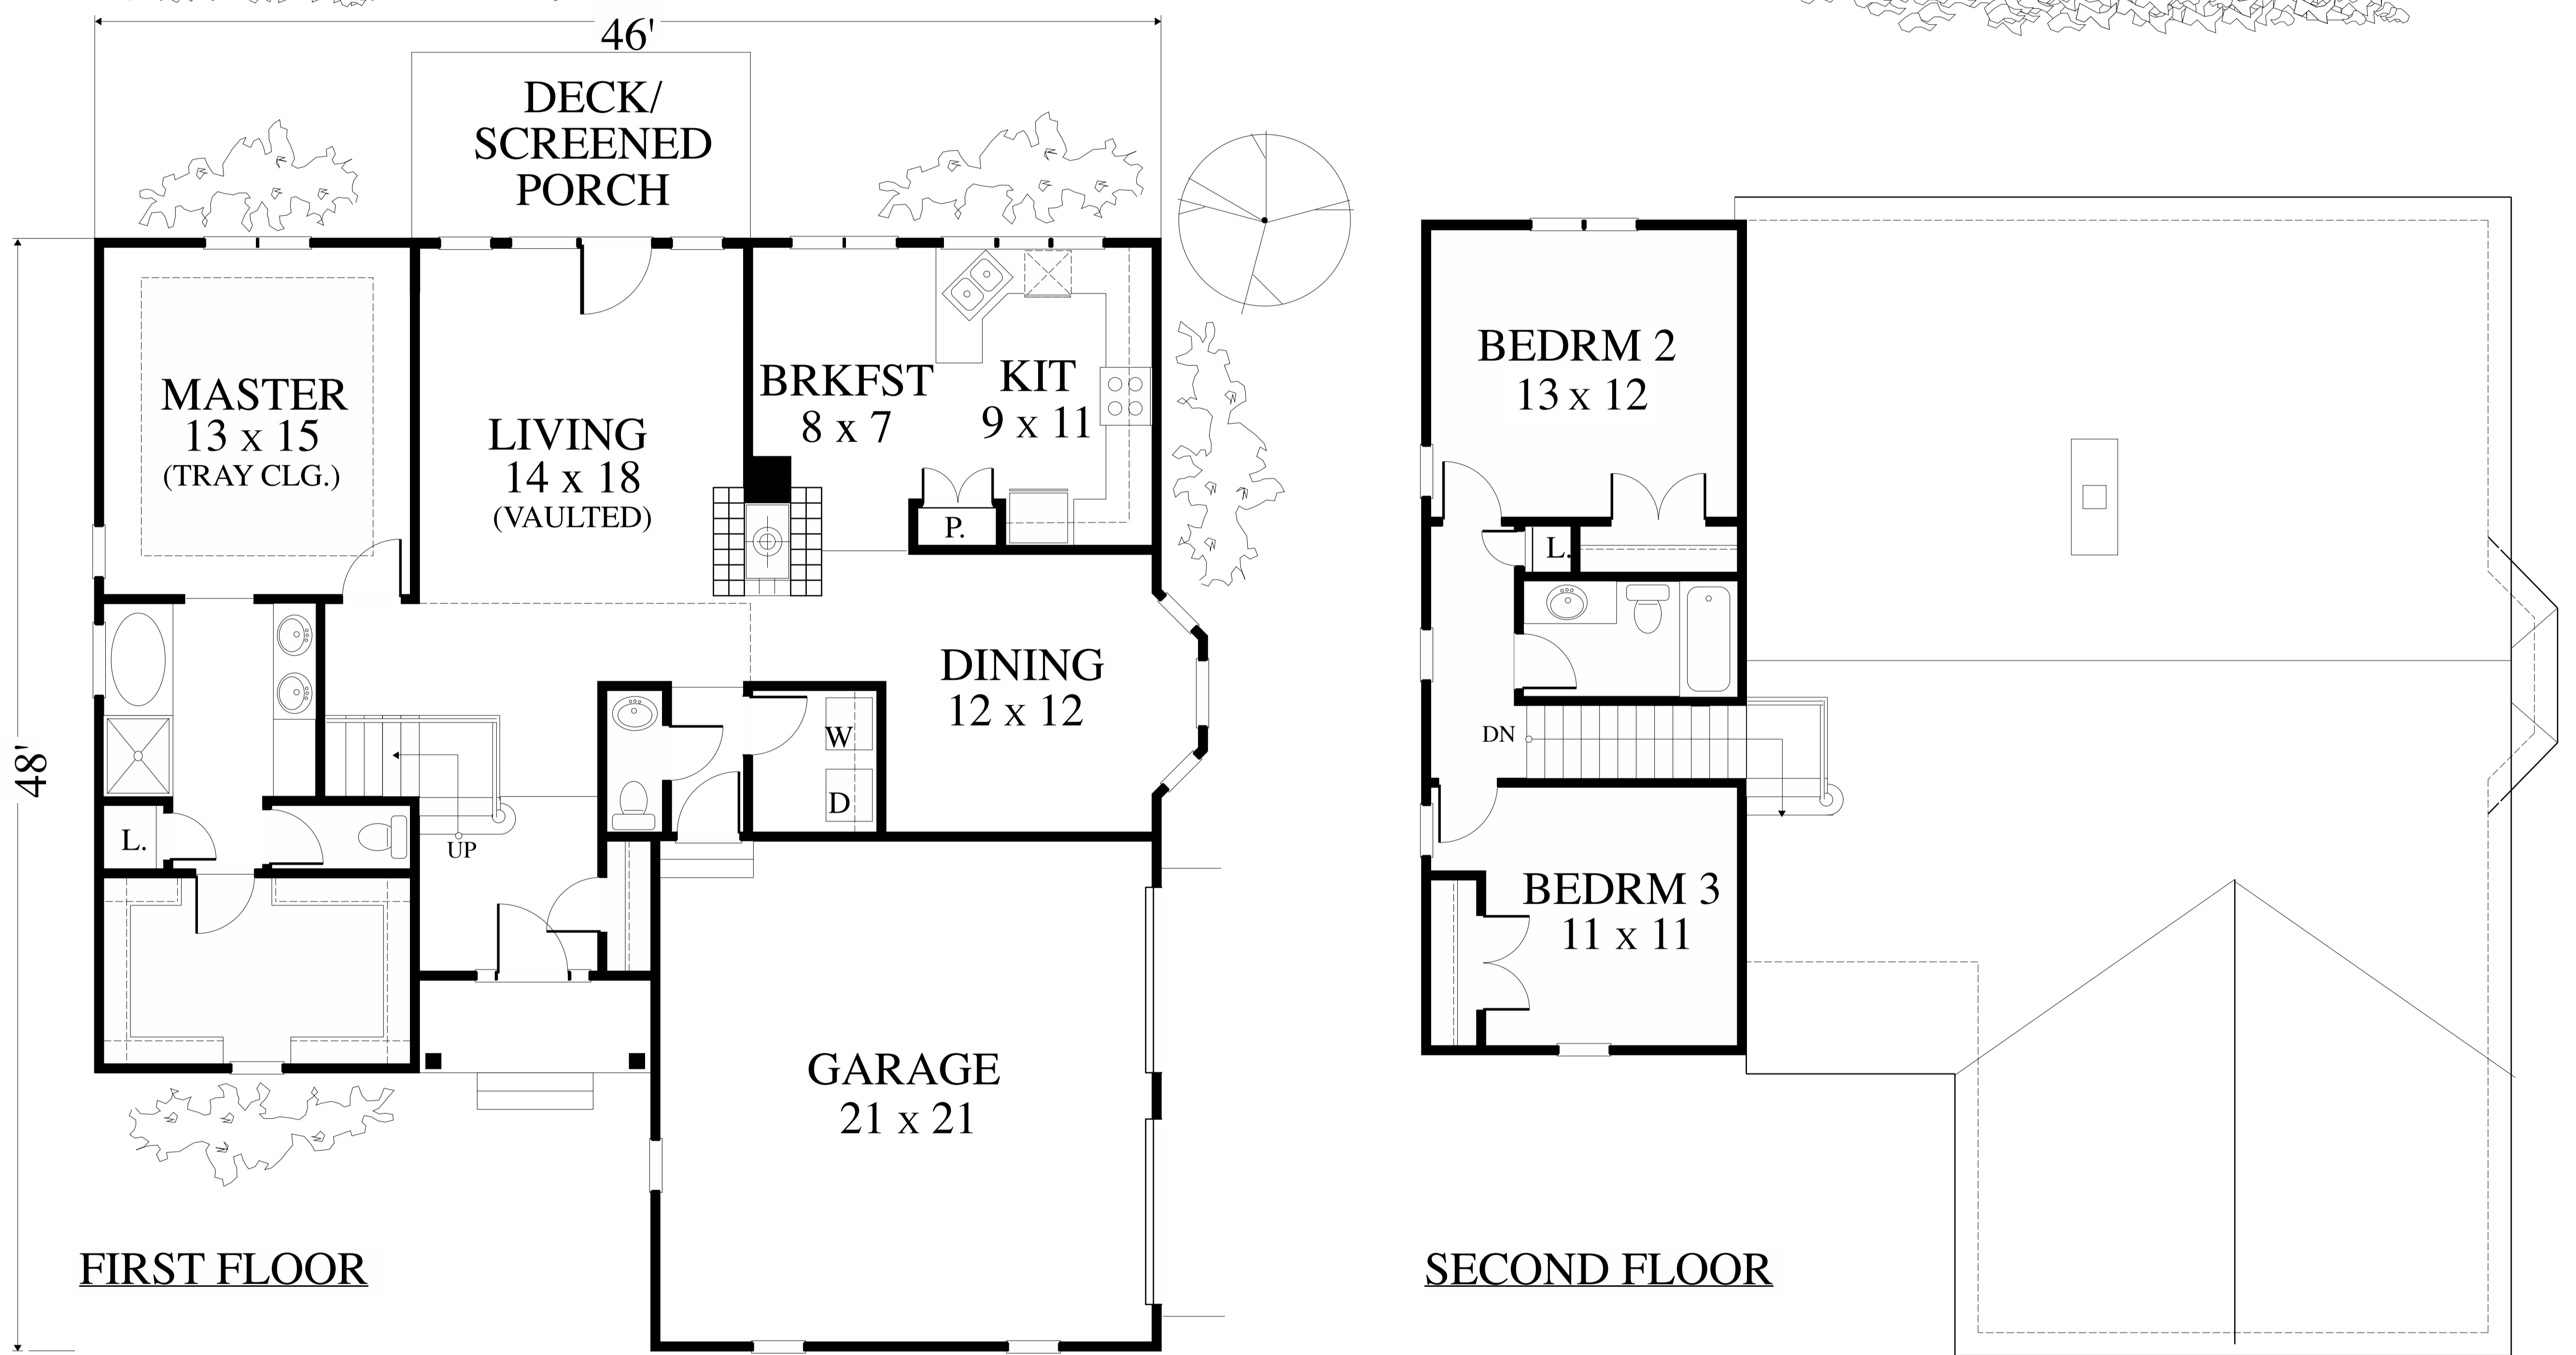 46'
DECK/
SCREENED
PORCH
MASTER
13 x 15
(TRAY CLG.)
LIVING
14 x 18
(VAULTED)
BRKFST
8 x 7
KIT
9 x 11
P.
DINING
12 x 12
W
D
L.
UP
48'
GARAGE
21 x 21
FIRST FLOOR
BEDRM 2
13 x 12
L.
DN
BEDRM 3
11 x 11
SECOND FLOOR